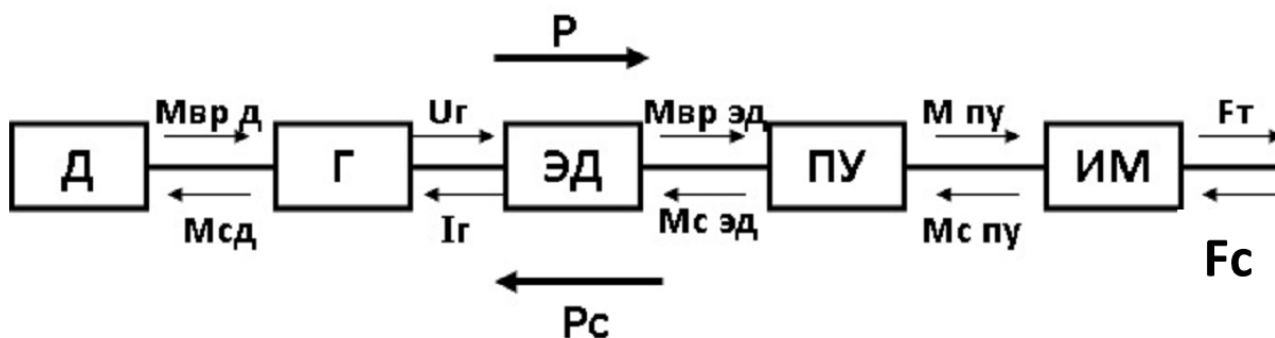 P
Мвр д Uг Мвр эд М пу Fт
Д Г ЭД ПУ ИМ
Мсд Iг Мс эд Мс пу Fc
Pc